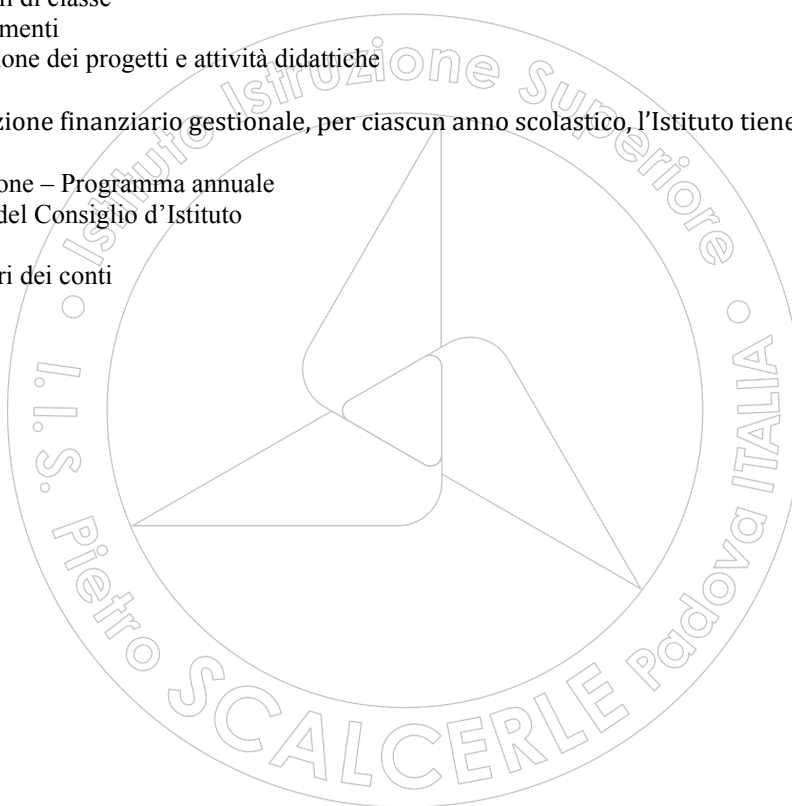 di classe
menti
ione dei progetti e attività didattiche
zione finanziario gestionale, per ciascun anno scolastico, l’Istituto tiene
one – Programma annuale
del Consiglio d’Istituto
ri dei conti
• Istituto Istruzione Superiore •
I. I. S. Pietro SCALCERLE Padova ITALIA